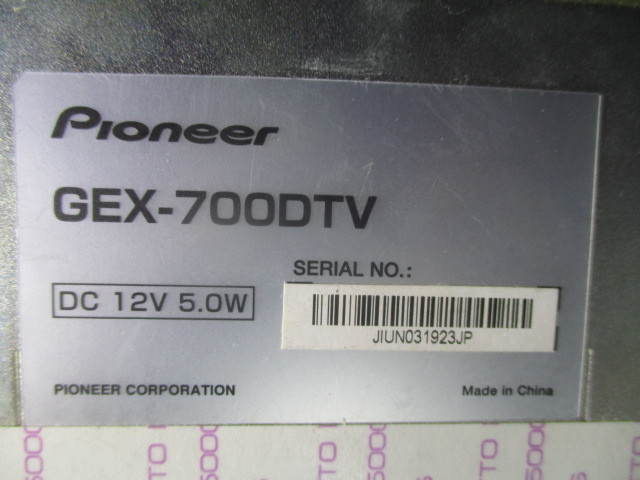 Pioneer
GEX-700DTV
SERIAL NO.:
DC 12V 5.0W
JIUN031923JP
PIONEER CORPORATION
Made in China